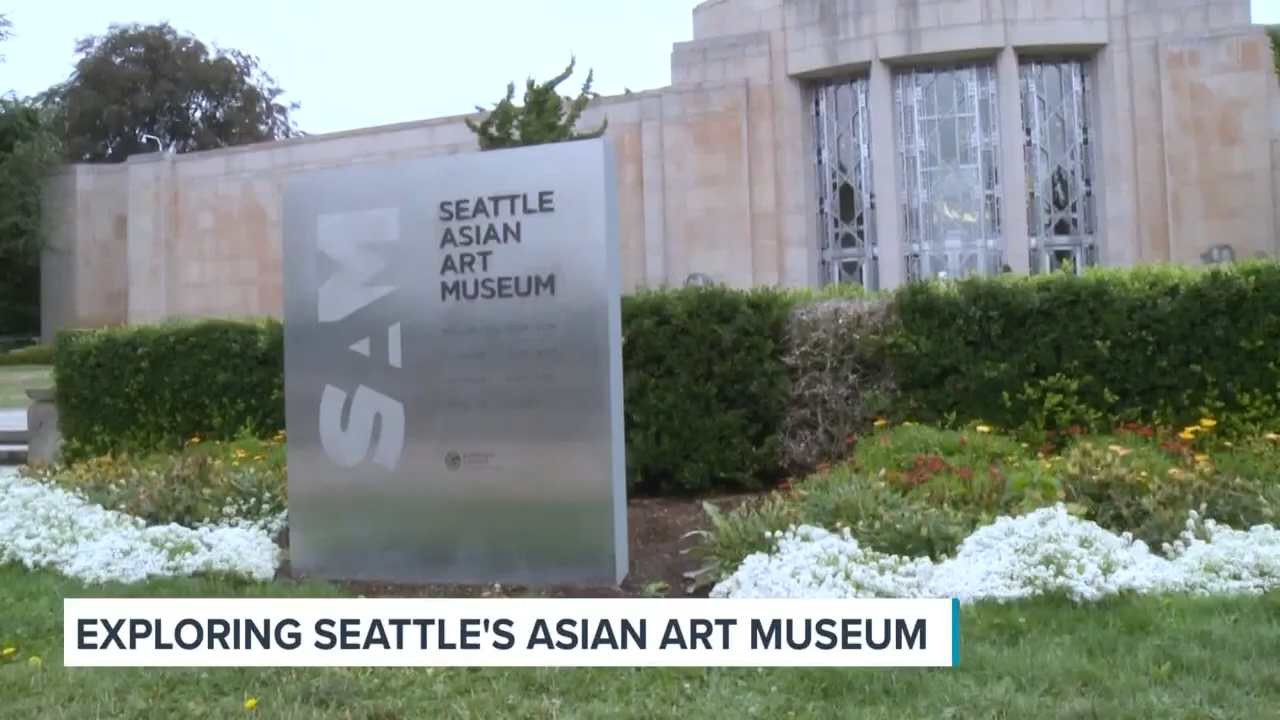 SAM
SEATTLE
ASIAN
ART
MUSEUM
EXPLORING SEATTLE'S ASIAN ART MUSEUM